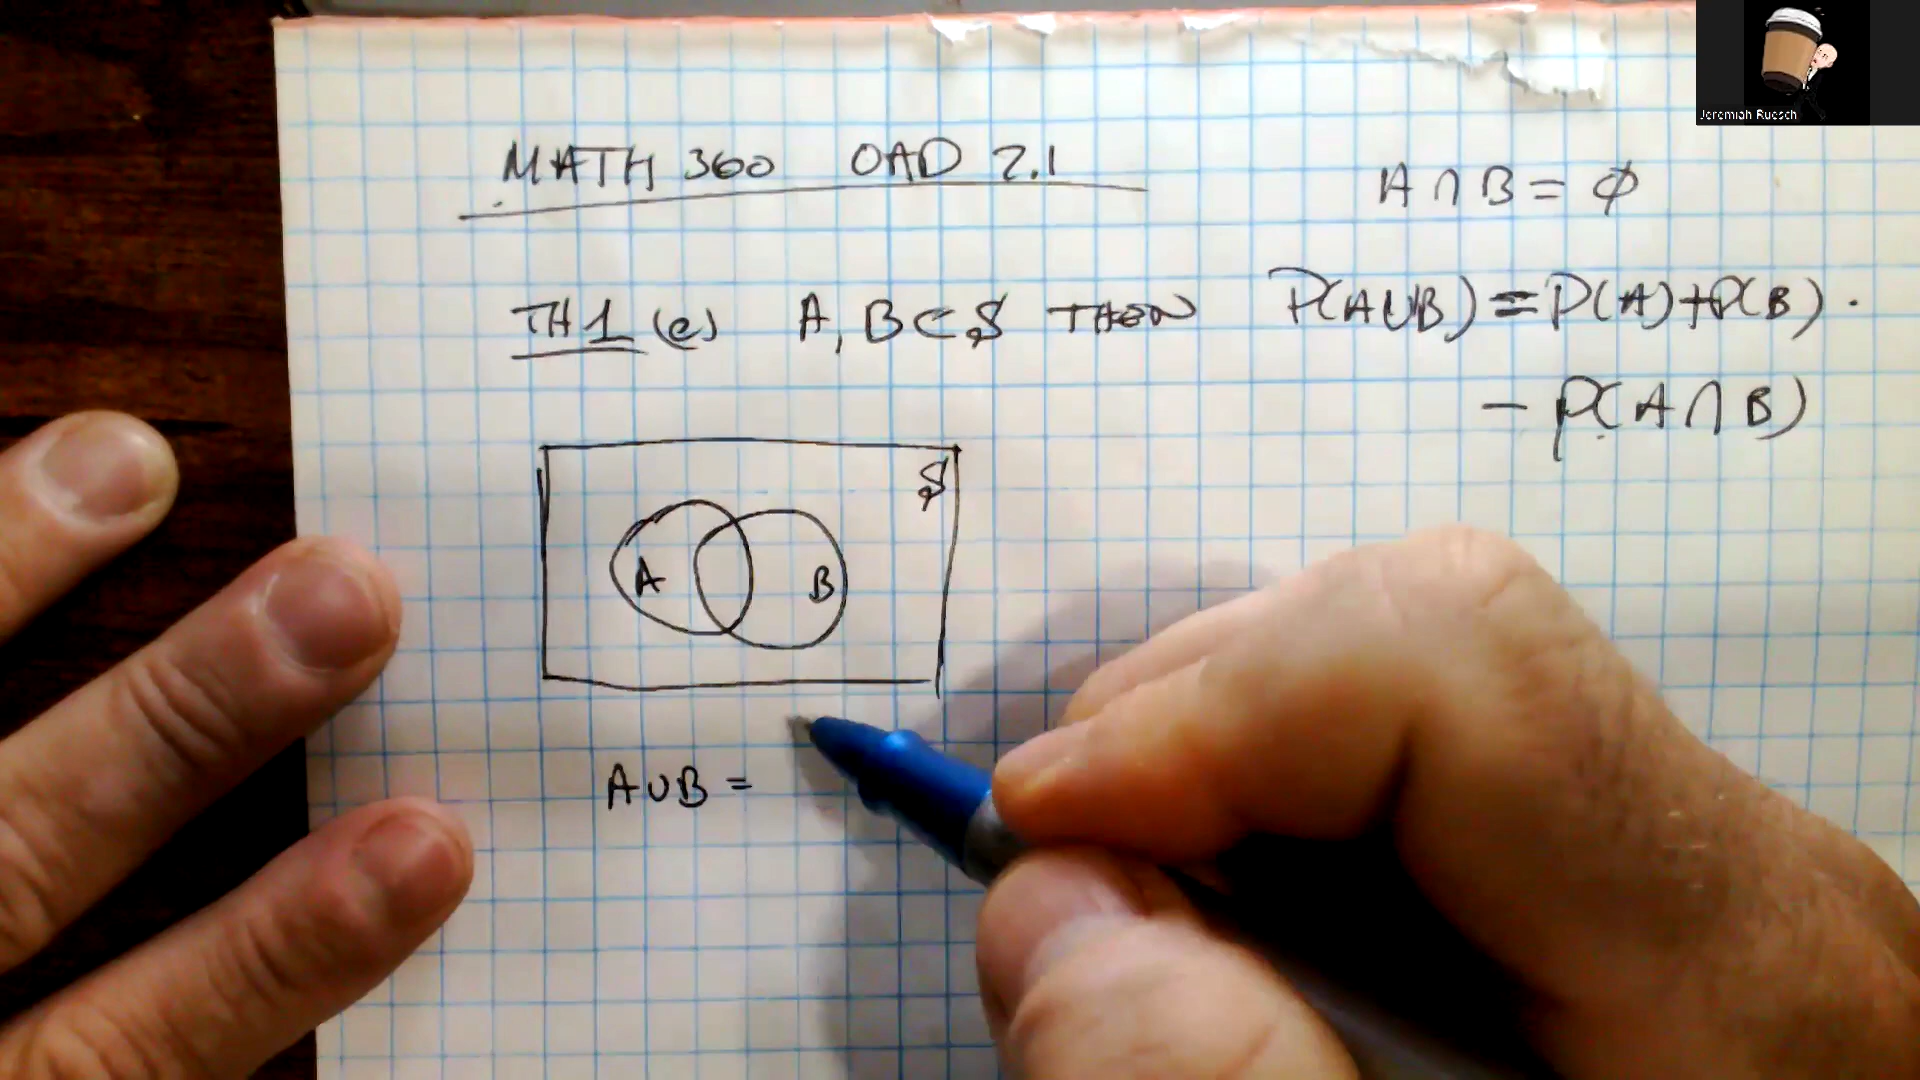 Jeremiah Ruesch
MATH 360 OAD 2.1
A ∩ B = ϕ
TH 1 (e) A, B ⊂ $ THEN P(A∪B) = P(A)+P(B) .
- P(A ∩ B)
$
A B
A∪B =